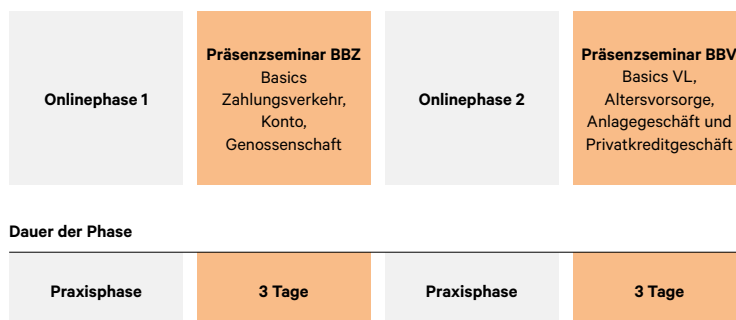 Onlinephase 1
Präsenzseminar BBZ
Basics
Zahlungsverkehr,
Konto,
Genossenschaft
Onlinephase 2
Präsenzseminar BBV
Basics VL,
Altersvorsorge,
Anlagegeschäft und
Privatkreditgeschäft
Dauer der Phase
Praxisphase
3 Tage
Praxisphase
3 Tage